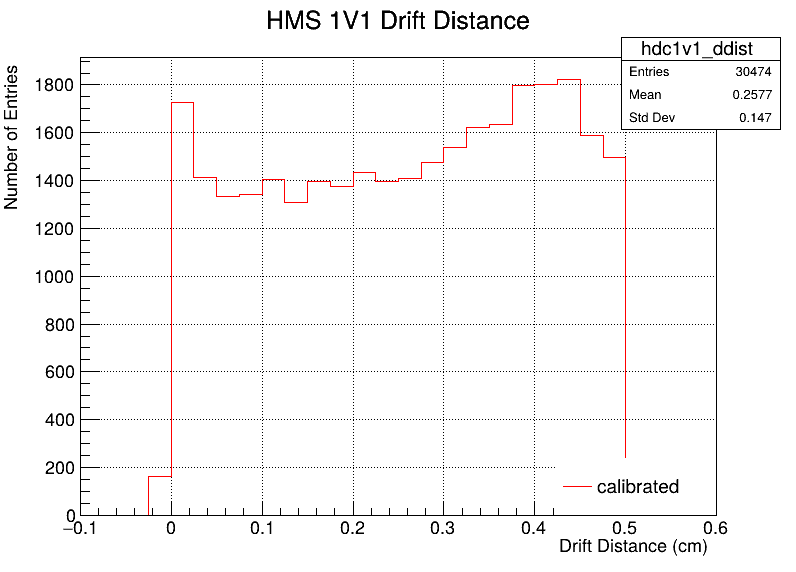 HMS 1V1 Drift Distance
hdc1v1_ddist
Entries 30474
Mean 0.2577
Std Dev 0.147
Number of Entries
1800
1600
1400
1200
1000
800
600
400
200
0
calibrated
−0.1 0 0.1 0.2 0.3 0.4 0.5 0.6
Drift Distance (cm)